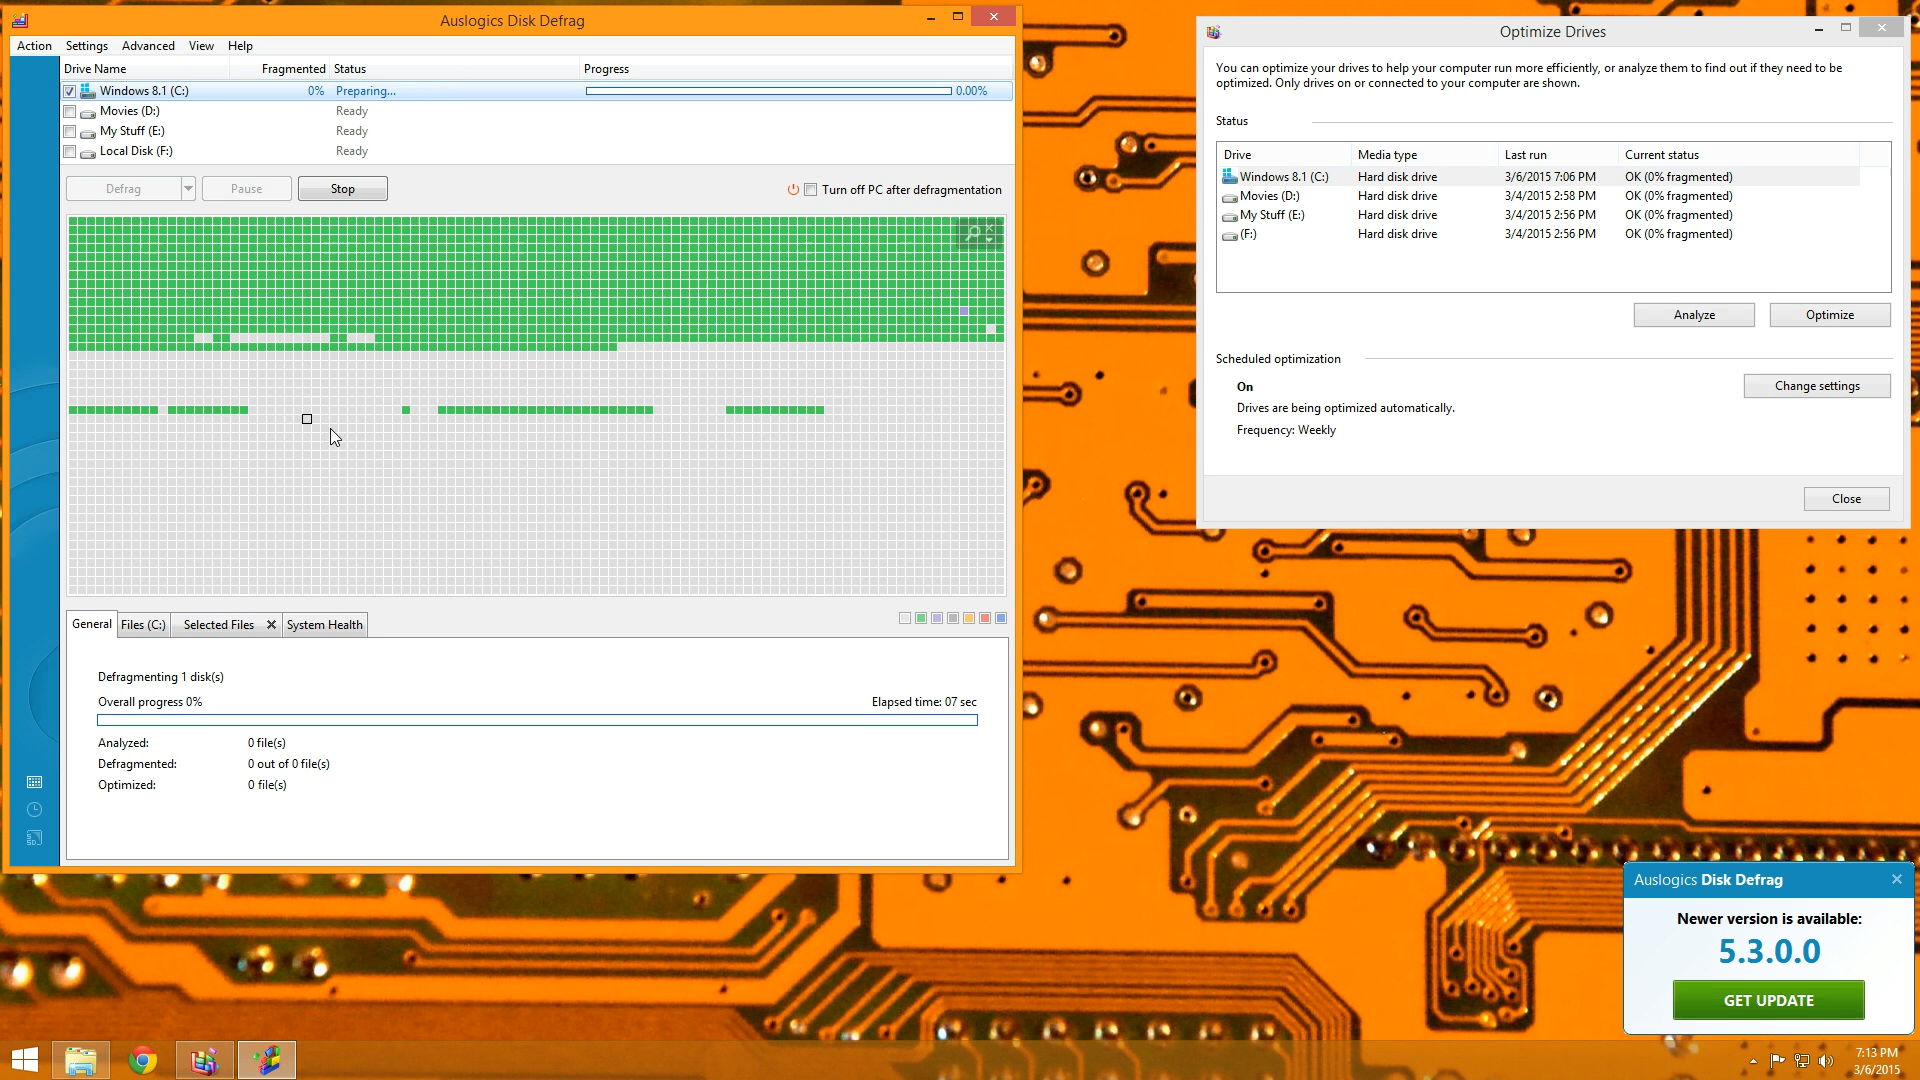 Auslogics Disk Defrag
Action Settings Advanced View Help
Drive Name Fragmented Status Progress
Windows 8.1 (C:) 0% Preparing... 0.00%
Movies (D:) Ready
My Stuff (E:) Ready
Local Disk (F:) Ready
Defrag Pause Stop Turn off PC after defragmentation
General Files (C:) Selected Files System Health
Defragmenting 1 disk(s)
Overall progress 0% Elapsed time: 07 sec
Analyzed: 0 file(s)
Defragmented: 0 out of 0 file(s)
Optimized: 0 file(s)
Optimize Drives
You can optimize your drives to help your computer run more efficiently, or analyze them to find out if they need to be
optimized. Only drives on or connected to your computer are shown.
Status
Drive Media type Last run Current status
Windows 8.1 (C:) Hard disk drive 3/6/2015 7:06 PM OK (0% fragmented)
Movies (D:) Hard disk drive 3/4/2015 2:58 PM OK (0% fragmented)
My Stuff (E:) Hard disk drive 3/4/2015 2:56 PM OK (0% fragmented)
(F:) Hard disk drive 3/4/2015 2:56 PM OK (0% fragmented)
Analyze Optimize
Scheduled optimization
On
Change settings
Drives are being optimized automatically.
Frequency: Weekly
Close
Auslogics Disk Defrag
Newer version is available:
5.3.0.0
GET UPDATE
7:13 PM
3/6/2015